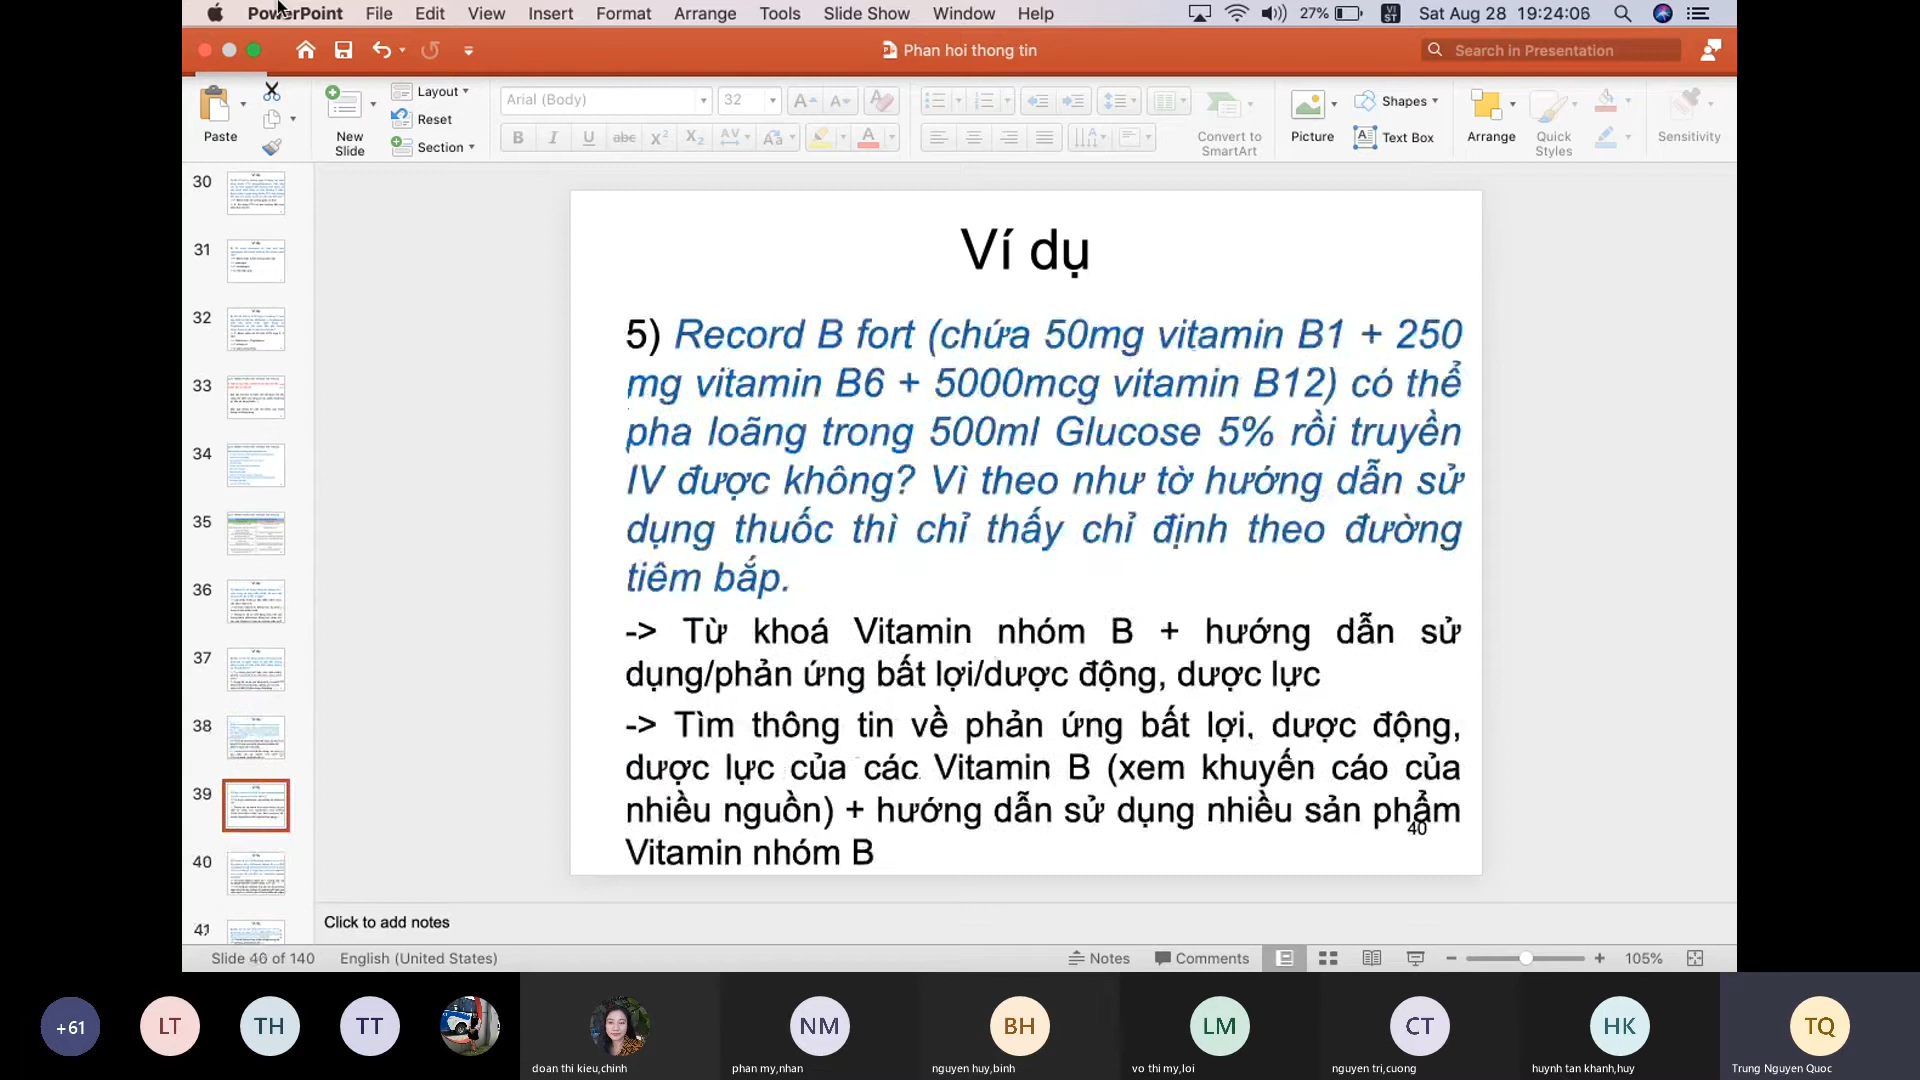 PowerPoint File Edit View Insert Format Arrange Tools Slide Show Window Help 27% VI ST Sat Aug 28 19:24:06
Phan hoi thong tin
Search in Presentation
Paste
New Slide
Layout
Reset
Section
Arial (Body) 32
Convert to SmartArt
Picture
Shapes
Text Box
Arrange
Quick Styles
Sensitivity
30
31
32
33
34
35
36
37
38
39
40
41
Ví dụ
5) Record B fort (chứa 50mg vitamin B1 + 250
mg vitamin B6 + 5000mcg vitamin B12) có thể
pha loãng trong 500ml Glucose 5% rồi truyền
IV được không? Vì theo như tờ hướng dẫn sử
dụng thuốc thì chỉ thấy chỉ định theo đường
tiêm bắp.
-> Từ khoá Vitamin nhóm B + hướng dẫn sử
dụng/phản ứng bất lợi/dược động, dược lực
-> Tìm thông tin về phản ứng bất lợi, dược động,
dược lực của các Vitamin B (xem khuyến cáo của
nhiều nguồn) + hướng dẫn sử dụng nhiều sản phẩm
Vitamin nhóm B
40
Click to add notes
Slide 40 of 140 English (United States) Notes Comments 105%
+61 LT TH TT NM BH LM CT HK TQ
doan thi kieu,chinh phan my,nhan nguyen huy,binh vo thi my,loi nguyen tri,cuong huynh tan khanh,huy Trung Nguyen Quoc